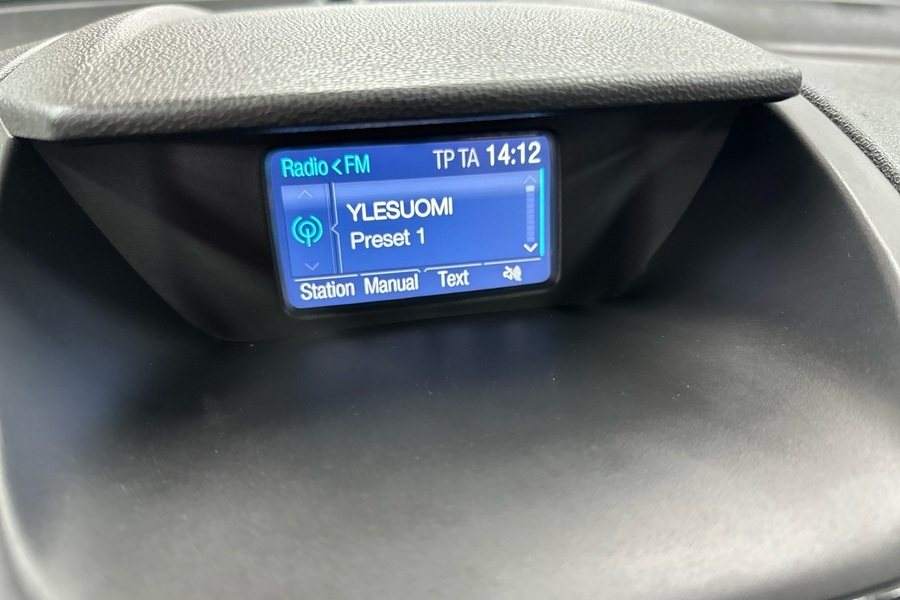 Radio < FM TP TA 14:12
YLESUOMI
Preset 1
Station Manual Text